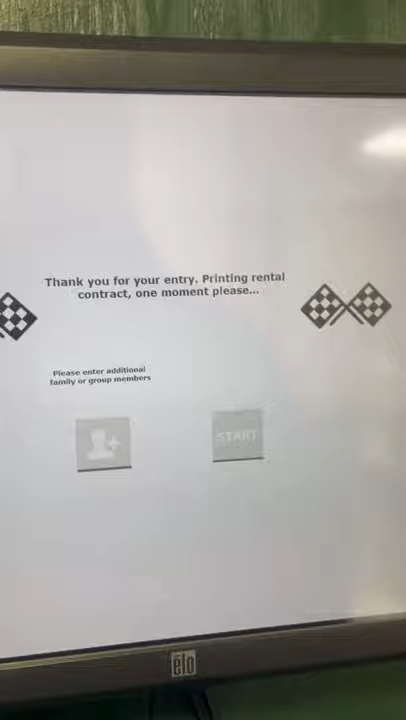 Thank you for your entry. Printing rental
contract, one moment please...
Please enter additional
family or group members
START
elo